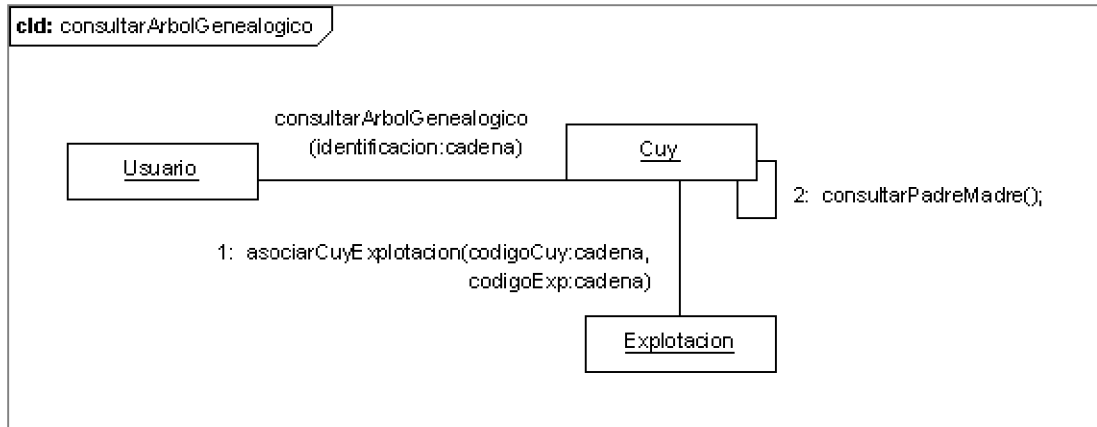 cld: consultarArbolGenealogico
consultarArbolGenealogico
(identificacion:cadena)
Usuario
Cuy
2: consultarPadreMadre();
1: asociarCuyExplotacion(codigoCuy:cadena,
codigoExp:cadena)
Explotacion